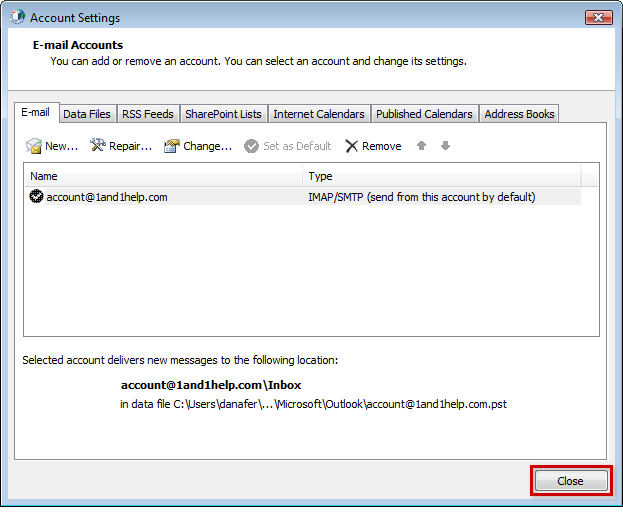 Account Settings
E-mail Accounts
You can add or remove an account. You can select an account and change its settings.
E-mail Data Files RSS Feeds SharePoint Lists Internet Calendars Published Calendars Address Books
New... Repair... Change... Set as Default Remove
Name Type
account@1and1help.com IMAP/SMTP (send from this account by default)
Selected account delivers new messages to the following location:
account@1and1help.com\Inbox
in data file C:\Users\danafer\...\Microsoft\Outlook\account@1and1help.com.pst
Close